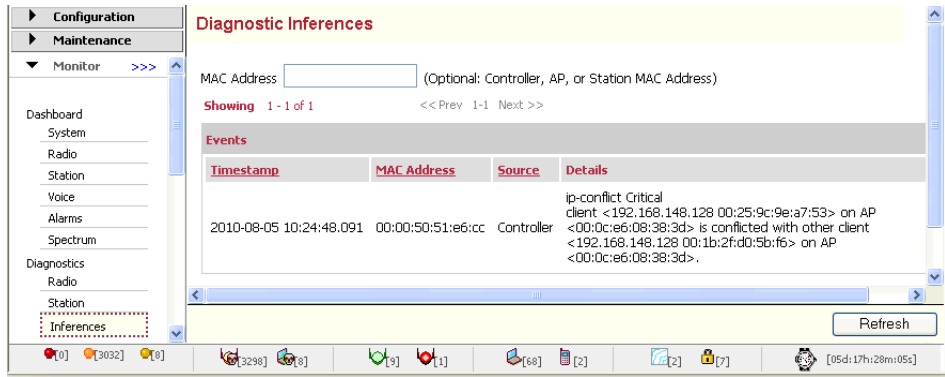 Configuration
Maintenance
Monitor >>>
Dashboard
System
Radio
Station
Voice
Alarms
Spectrum
Diagnostics
Radio
Station
Inferences
Diagnostic Inferences
MAC Address (Optional: Controller, AP, or Station MAC Address)
Showing 1 - 1 of 1 << Prev 1-1 Next >>
Events
Timestamp MAC Address Source Details
ip-conflict Critical
client <192.168.148.128 00:25:9c:9e:a7:53> on AP
2010-08-05 10:24:48.091 00:00:50:51:e6:cc Controller <00:0c:e6:08:38:3d> is conflicted with other client
<192.168.148.128 00:1b:2f:d0:5b:f6> on AP
<00:0c:e6:08:38:3d>.
Refresh
[0] [3032] [8] [3298] [8] [9] [1] [68] [2] [2] [7] [05d:17h:28m:05s]